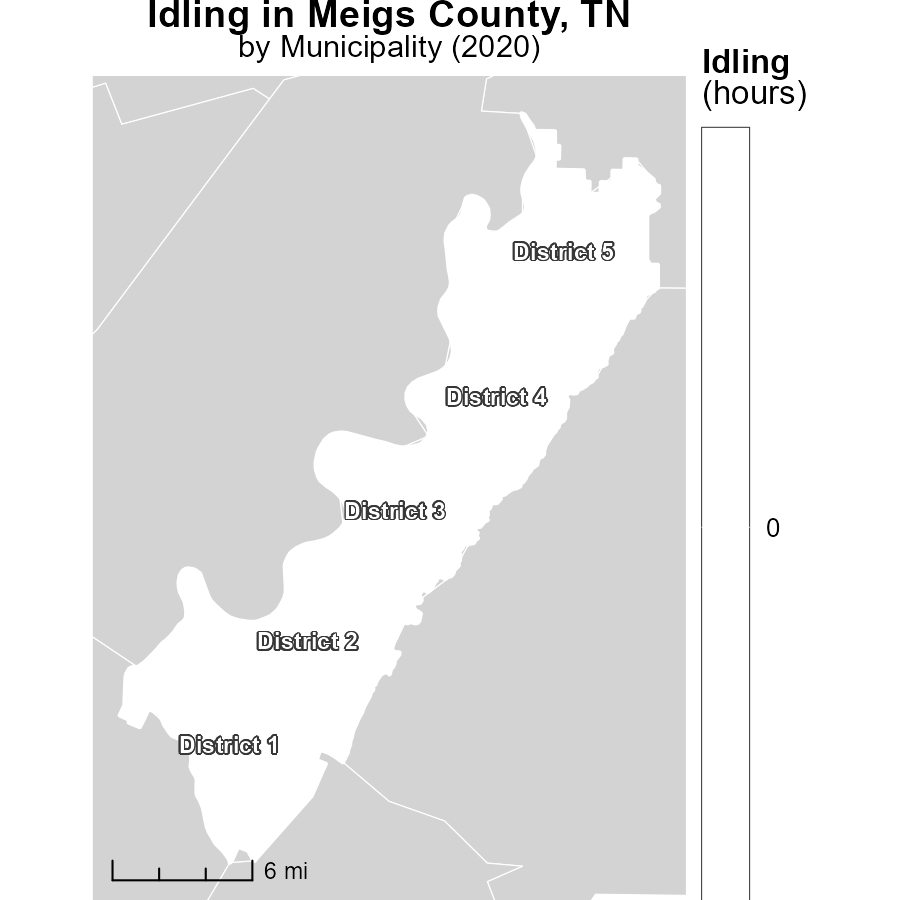 Idling in Meigs County, TN
by Municipality (2020)
Idling
(hours)
District 5
District 4
District 3
0
District 2
District 1
6 mi